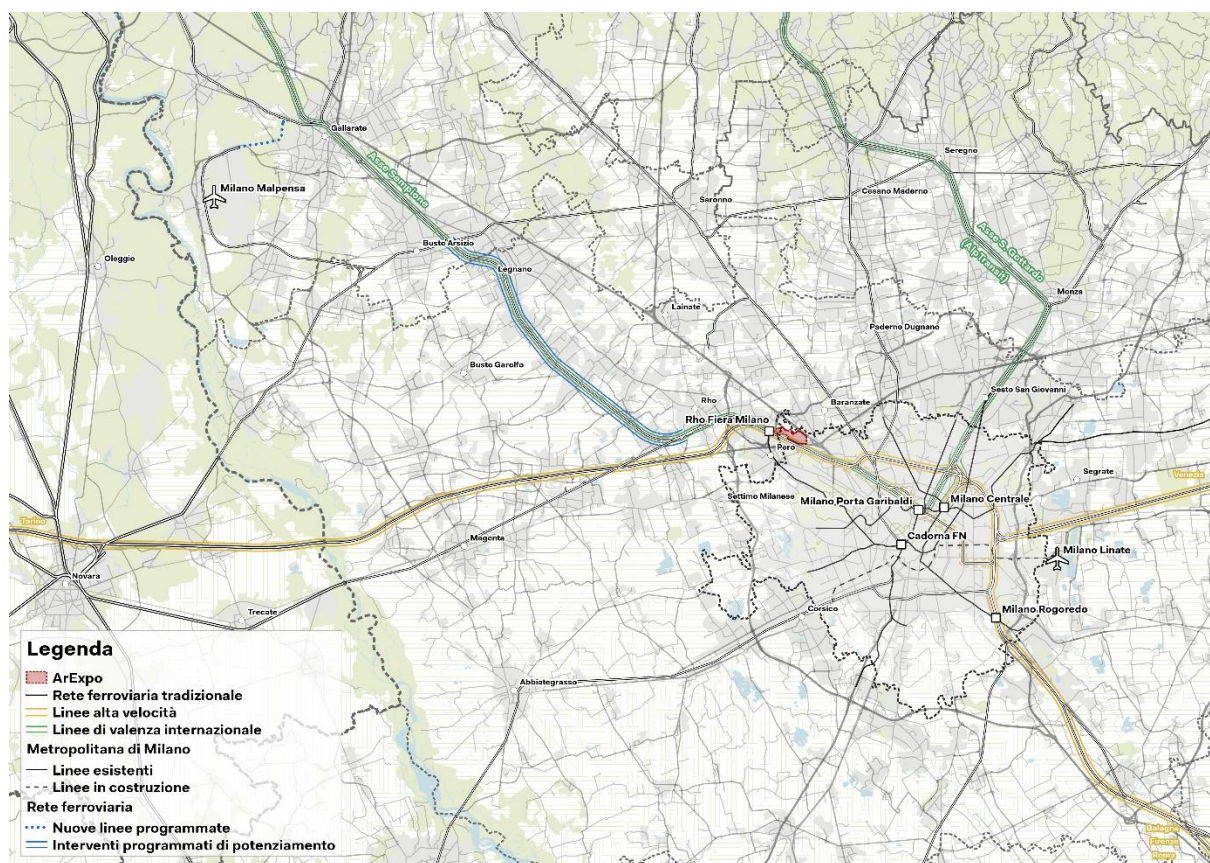 Gallarate
Seregno
Milano Malpensa
Asse Sempione
Saronno
Cesano Maderno
Asse S. Gottardo
(AlpTransit)
Busto Arsizio
Oleggio
Legnano
Monza
Lainate
Paderno Dugnano
Busto Garolfo
Sesto San Giovanni
Rho
Baranzate
Rho Fiera Milano
Pero
Segrate
Venezia
Settimo Milanese
Milano Porta Garibaldi
Milano Centrale
Torino
Magenta
Cadorna FN
Milano Linate
Novara
Trecate
Corsico
Milano Rogoredo
Abbiategrasso
Legenda
ArExpo
Rete ferroviaria tradizionale
Linee alta velocità
Linee di valenza internazionale
Metropolitana di Milano
Linee esistenti
Linee in costruzione
Rete ferroviaria
Nuove linee programmate
Interventi programmati di potenziamento
Bologna
Firenze
Roma